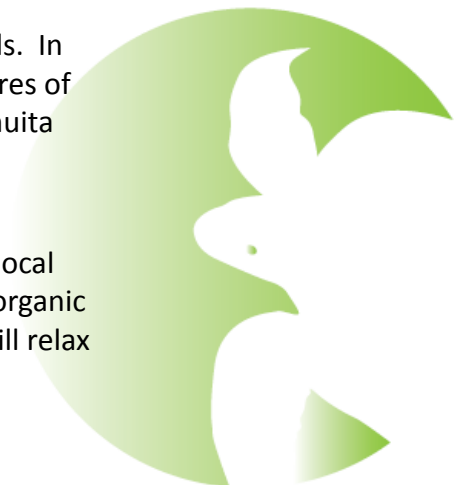 ls. In
res of
uita
ocal
organic
ill relax